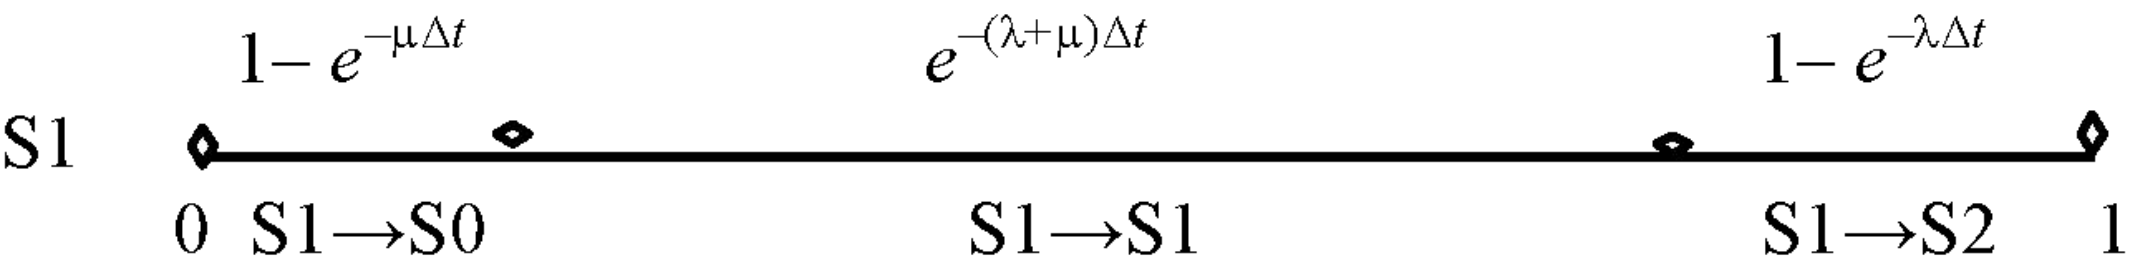 1– e^{–μΔt} e^{–(λ+μ)Δt} 1– e^{–λΔt}
S1
0 S1→S0 S1→S1 S1→S2 1